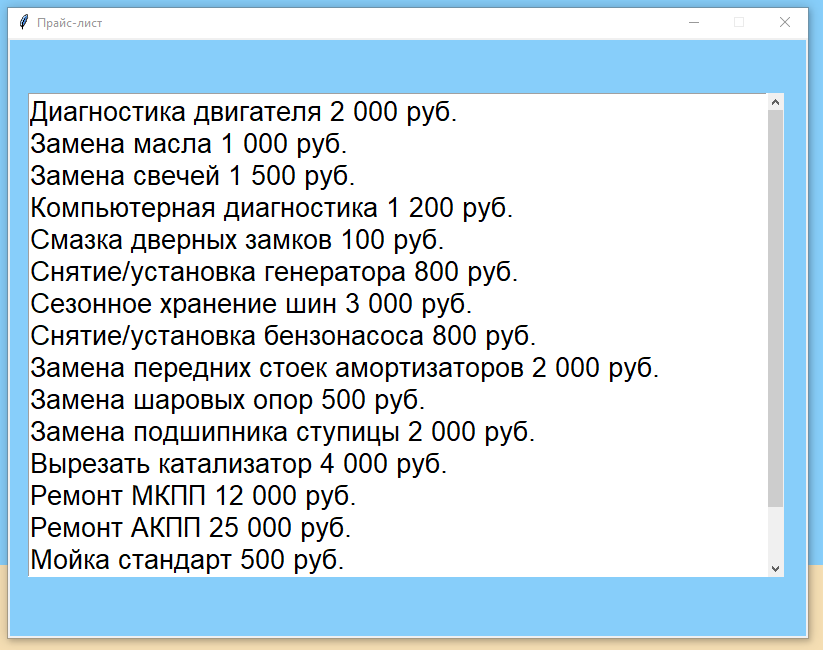 Прайс-лист
Диагностика двигателя 2 000 руб.
Замена масла 1 000 руб.
Замена свечей 1 500 руб.
Компьютерная диагностика 1 200 руб.
Смазка дверных замков 100 руб.
Снятие/установка генератора 800 руб.
Сезонное хранение шин 3 000 руб.
Снятие/установка бензонасоса 800 руб.
Замена передних стоек амортизаторов 2 000 руб.
Замена шаровых опор 500 руб.
Замена подшипника ступицы 2 000 руб.
Вырезать катализатор 4 000 руб.
Ремонт МКПП 12 000 руб.
Ремонт АКПП 25 000 руб.
Мойка стандарт 500 руб.